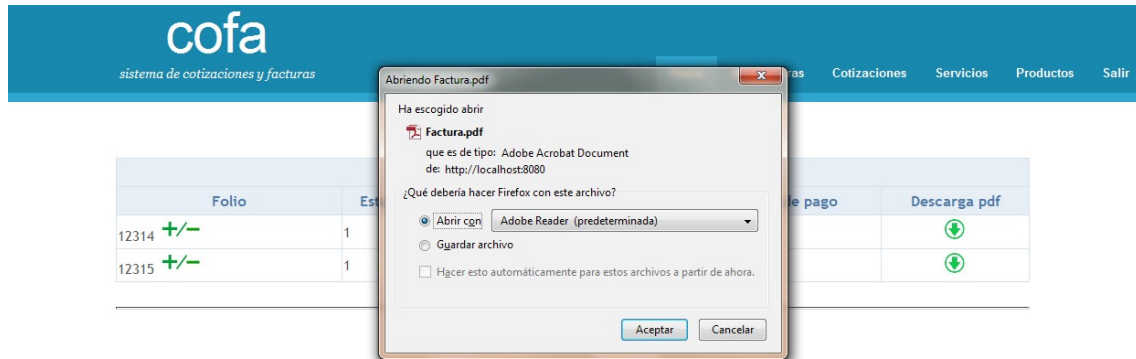 cofa
sistema de cotizaciones y facturas
ras Cotizaciones Servicios Productos Salir
Abriendo Factura.pdf
Ha escogido abrir
Factura.pdf
que es de tipo: Adobe Acrobat Document
de: http://localhost:8080
¿Qué debería hacer Firefox con este archivo?
Abrir con Adobe Reader (predeterminada)
Guardar archivo
Hacer esto automáticamente para estos archivos a partir de ahora.
Aceptar Cancelar
Folio Est de pago Descarga pdf
12314 +/- 1
12315 +/- 1